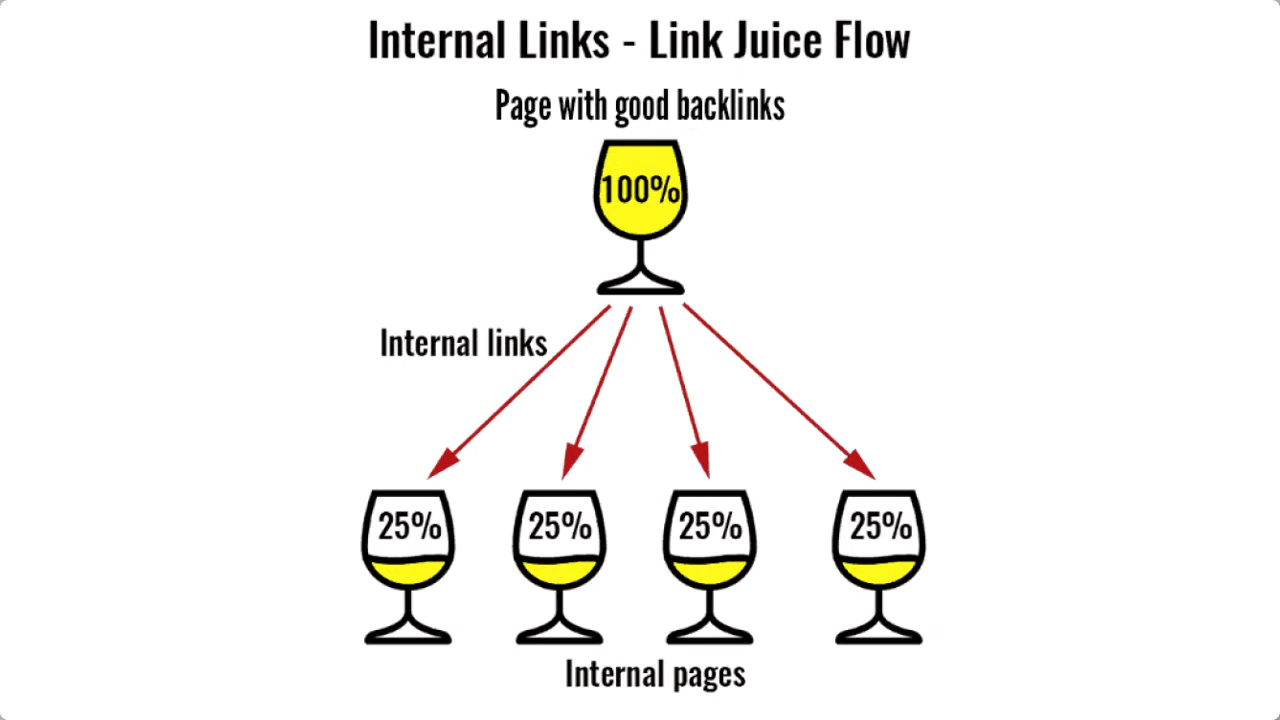 Internal Links - Link Juice Flow
Page with good backlinks
100%
Internal links
25% 25% 25% 25%
Internal pages